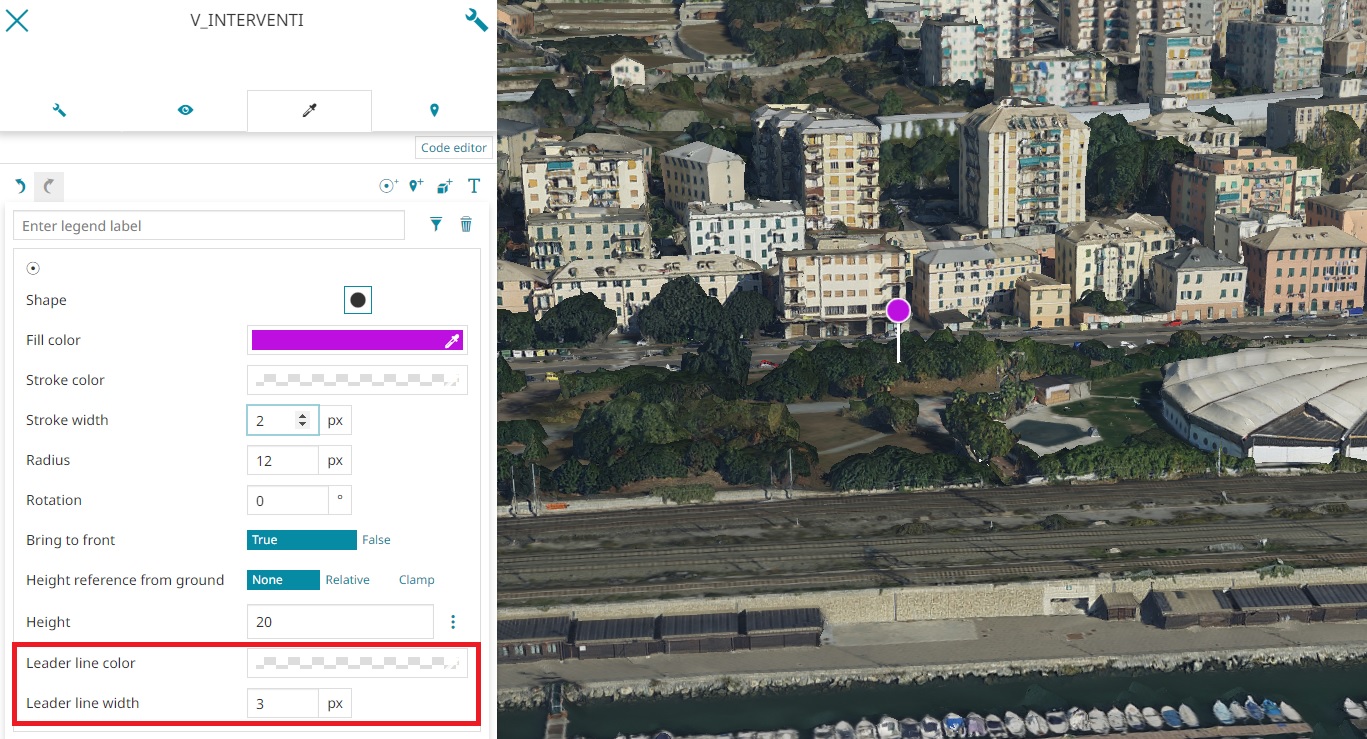 V_INTERVENTI
Code editor
T
Enter legend label
Shape
Fill color
Stroke color
Stroke width 2 px
Radius 12 px
Rotation 0 °
Bring to front True False
Height reference from ground None Relative Clamp
Height 20
Leader line color
Leader line width 3 px